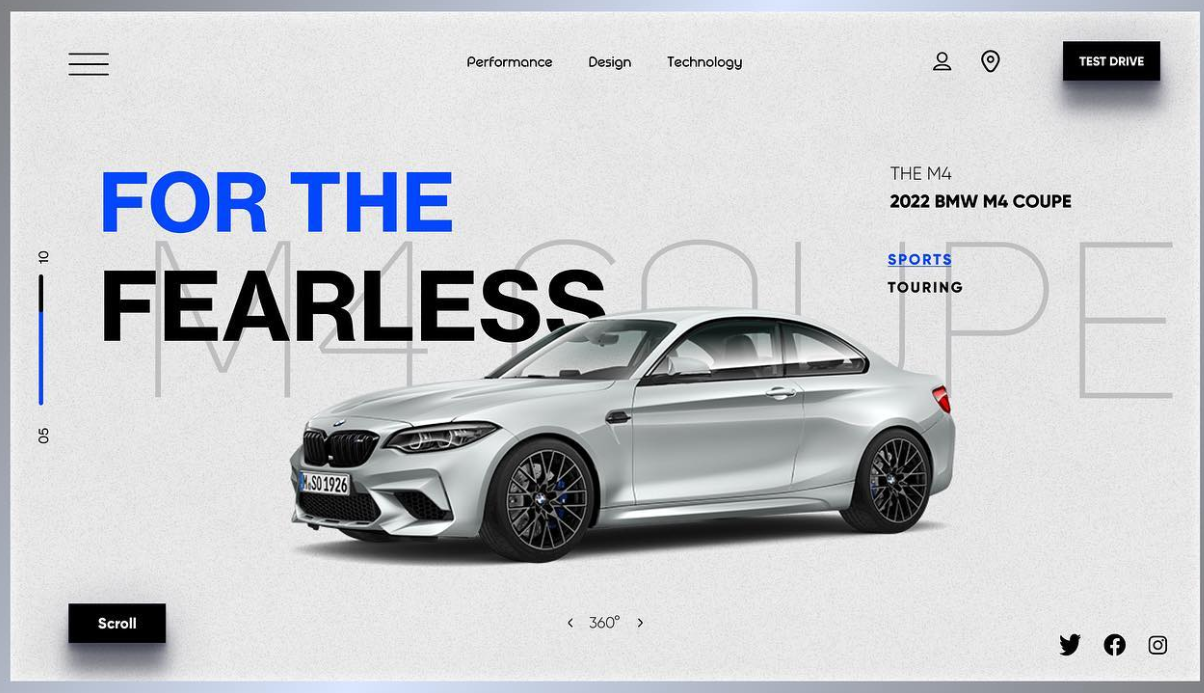 Performance Design Technology
TEST DRIVE
FOR THE
FEARLESS
M4 COUPE
THE M4
2022 BMW M4 COUPE
SPORTS
TOURING
10
05
M SO 1926
Scroll
360°